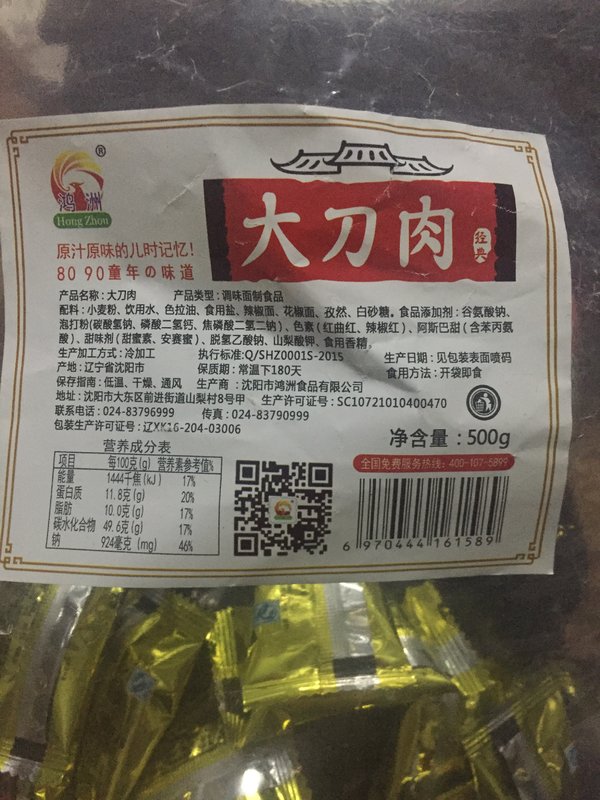 ®
鸿洲
Hong Zhou
大刀肉
经典
原汁原味的儿时记忆!
80 90童年の味道
产品名称:大刀肉 产品类型:调味面制食品
配料:小麦粉、饮用水、色拉油、食用盐、辣椒面、花椒面、孜然、白砂糖。食品添加剂:谷氨酸钠、
泡打粉(碳酸氢钠、磷酸二氢钙、焦磷酸二氢二钠)、色素(红曲红、辣椒红)、阿斯巴甜(含苯丙氨
酸)、甜味剂(甜蜜素、安赛蜜)、脱氢乙酸钠、山梨酸钾、食用香精。
生产加工方式:冷加工 执行标准:Q/SHZ0001S-2015 生产日期:见包装表面喷码
产地:辽宁省沈阳市 保质期:常温下180天 食用方法:开袋即食
保存指南:低温、干燥、通风 生产商:沈阳市鸿洲食品有限公司
地址:沈阳市大东区前进街道山梨村8号甲 生产许可证号:SC10721010400470
联系电话:024-83796999 传真:024-83790999
包装生产许可证号:辽XK16-204-03006
净含量:500g
营养成分表
项目 每100克(g) 营养素参考值%
能量 1444千焦(kJ) 17%
蛋白质 11.8克(g) 20%
脂肪 10.0克(g) 17%
碳水化合物 49.6克(g) 17%
钠 924毫克(mg) 46%
全国免费服务热线:400-107-5899
6 970444 161589